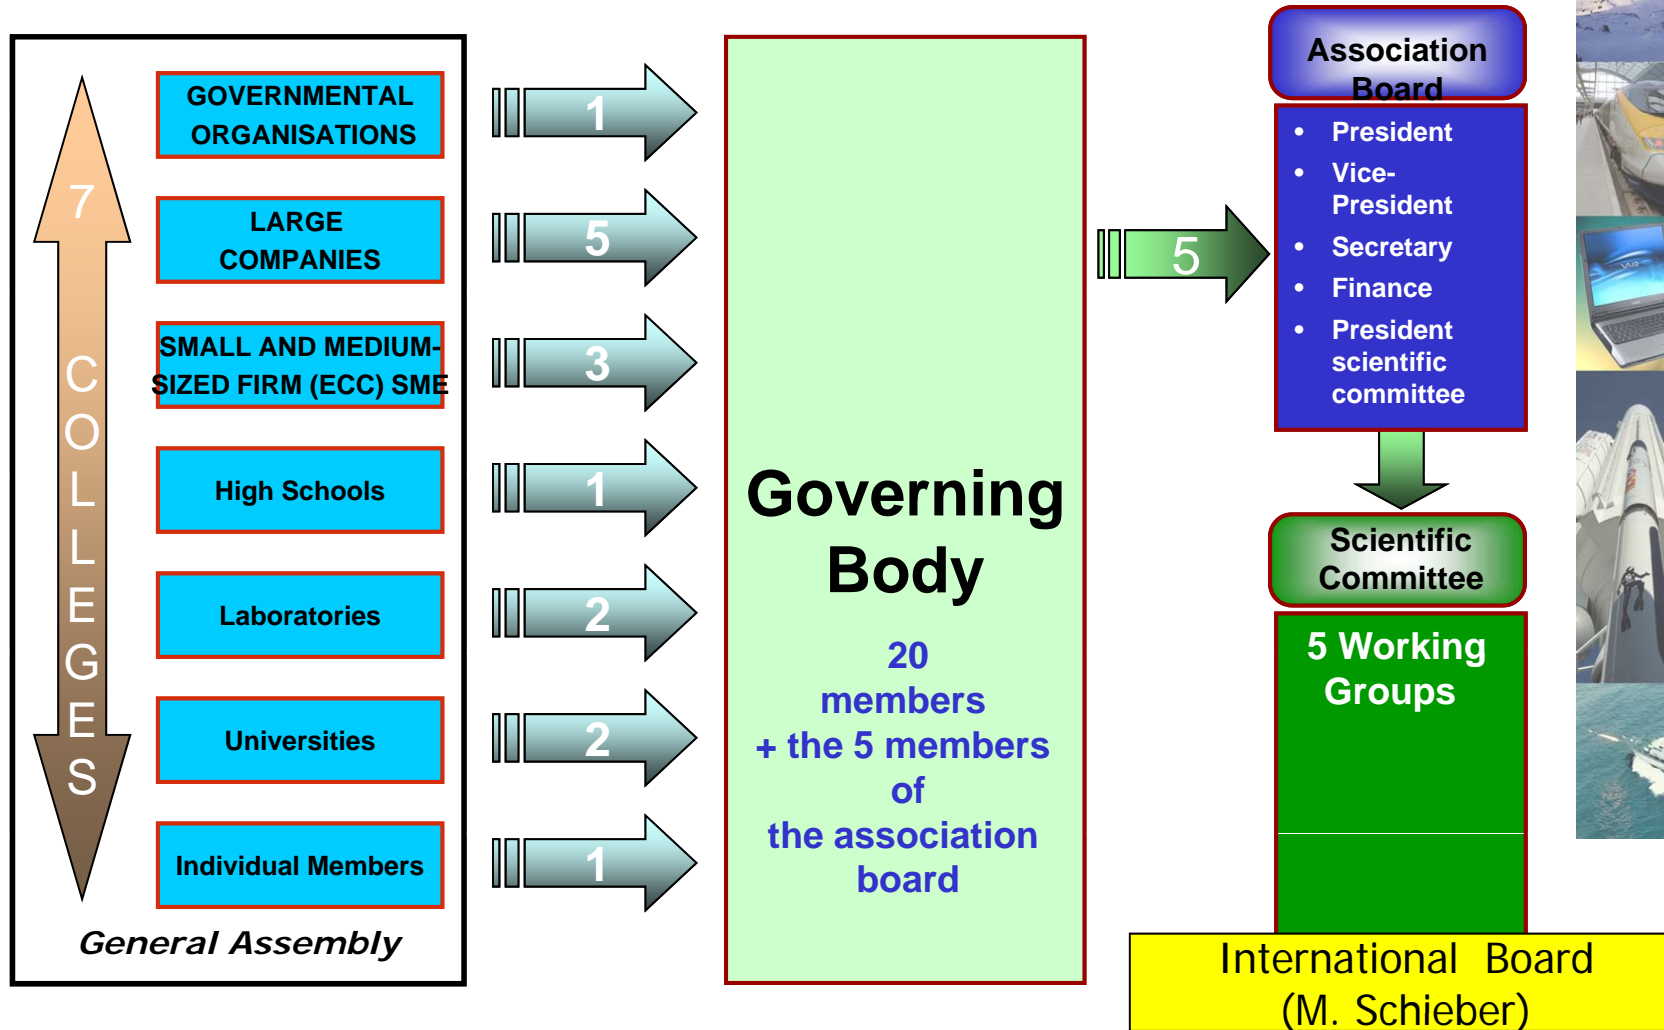 7
C
O
L
L
E
G
E
S
GOVERNMENTAL
ORGANISATIONS
LARGE
COMPANIES
SMALL AND MEDIUM-
SIZED FIRM (ECC) SME
High Schools
Laboratories
Universities
Individual Members
General Assembly
1
5
3
1
2
2
1
Governing
Body
20
members
+ the 5 members
of
the association
board
5
Association
Board
• President
• Vice-
President
• Secretary
• Finance
• President
scientific
committee
Scientific
Committee
5 Working
Groups
International Board
(M. Schieber)
VAIO